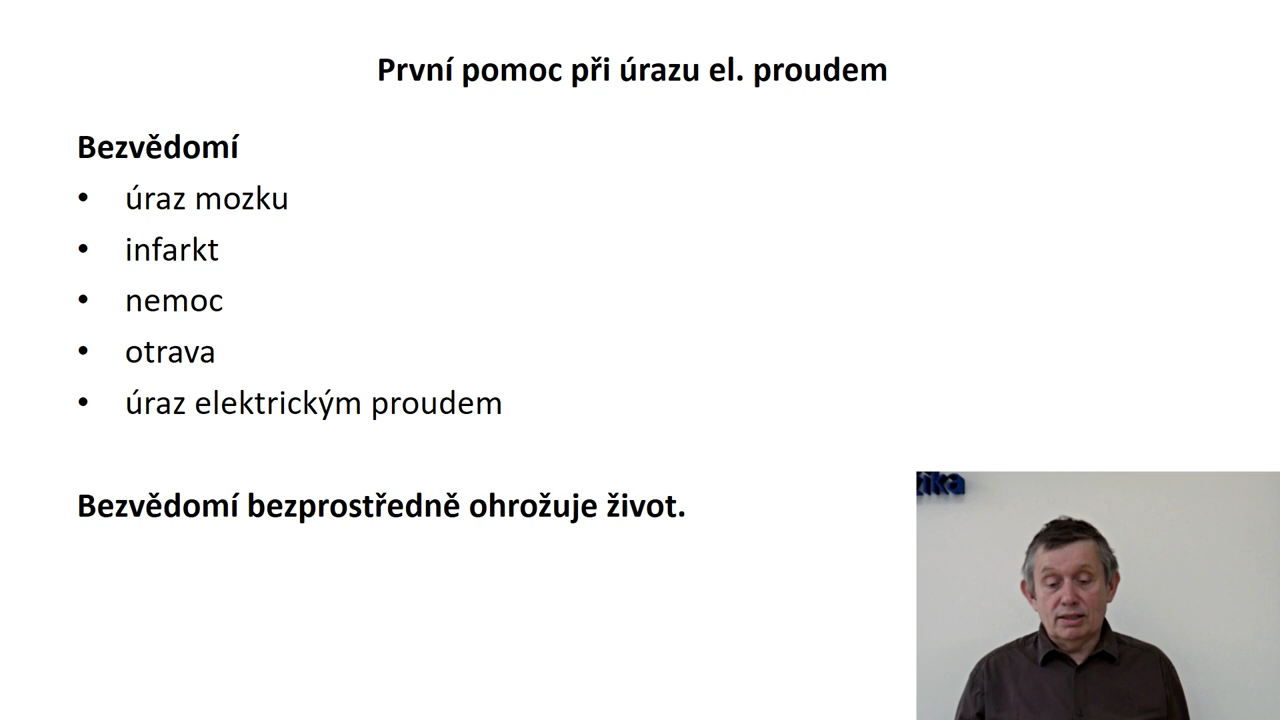 První pomoc při úrazu el. proudem
Bezvědomí
• úraz mozku
• infarkt
• nemoc
• otrava
• úraz elektrickým proudem
Bezvědomí bezprostředně ohrožuje život.